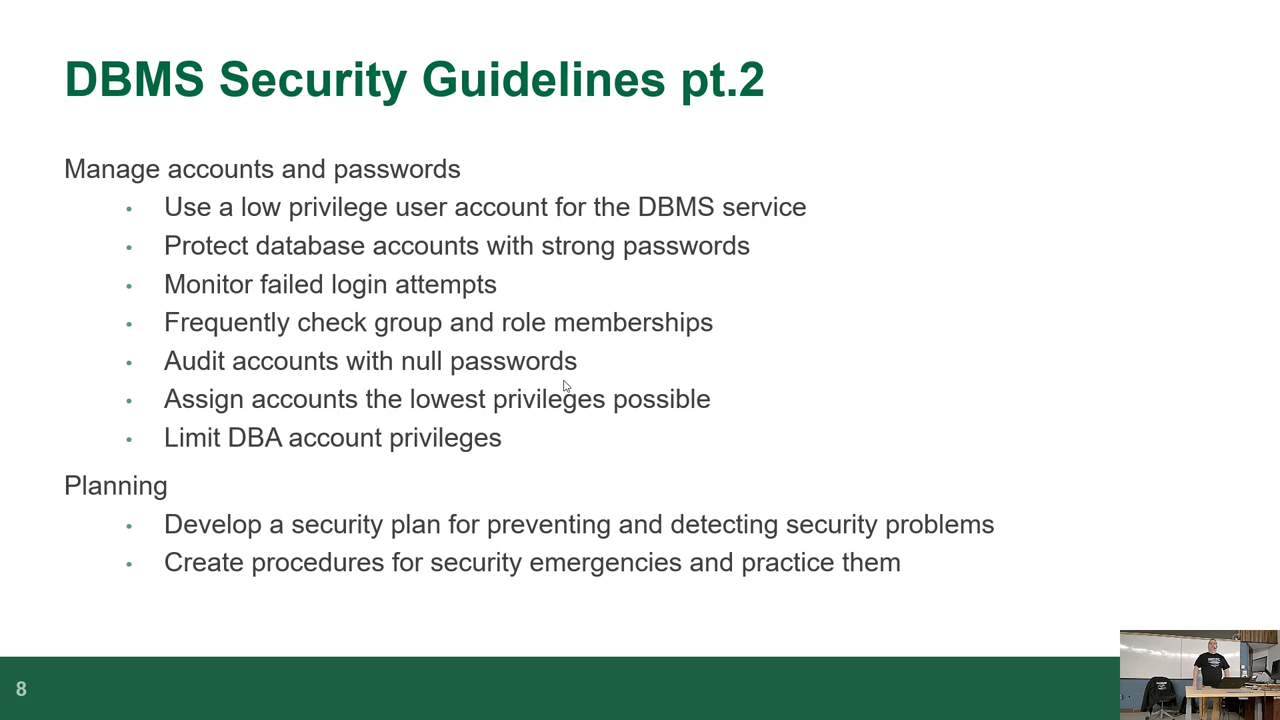 DBMS Security Guidelines pt.2
Manage accounts and passwords
• Use a low privilege user account for the DBMS service
• Protect database accounts with strong passwords
• Monitor failed login attempts
• Frequently check group and role memberships
• Audit accounts with null passwords
• Assign accounts the lowest privileges possible
• Limit DBA account privileges
Planning
• Develop a security plan for preventing and detecting security problems
• Create procedures for security emergencies and practice them
8